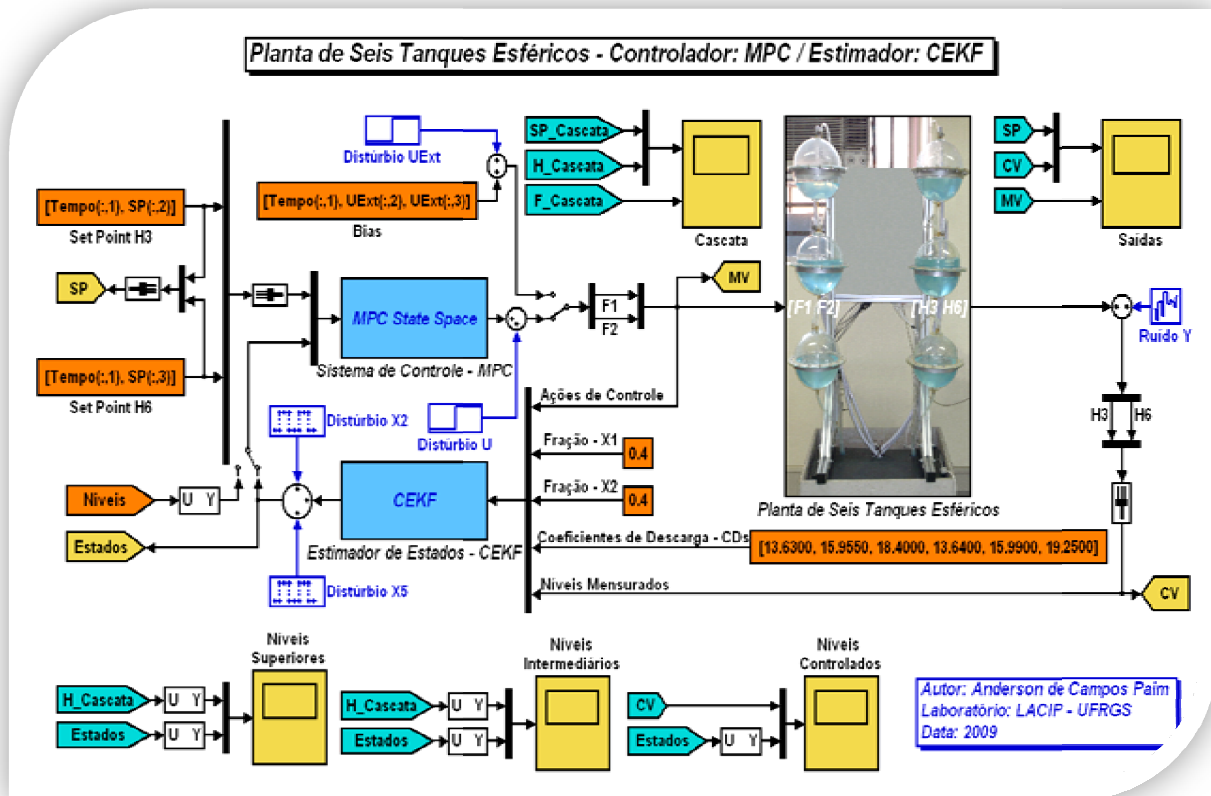 Planta de Seis Tanques Esféricos - Controlador: MPC / Estimador: CEKF
Distúrbio UExt
SP_Cascata
H_Cascata
F_Cascata
Cascata
SP
CV
MV
Saídas
[Tempo(:,1), SP(:,2)]
Set Point H3
[Tempo(:,1), UExt(:,2), UExt(:,3)]
Bias
SP
MPC State Space
Sistema de Controle - MPC
F1
F2
MV
[F1 F2]
[H3 H6]
Ruído Y
[Tempo(:,1), SP(:,3)]
Set Point H6
Distúrbio X2
Distúrbio U
Ações de Controle
H3
H6
Fração - X1
0.4
Fração - X2
0.4
Níveis
U Y
CEKF
Estimador de Estados - CEKF
Planta de Seis Tanques Esféricos
Estados
Coeficientes de Descarga - CDs
[13.6300, 15.9550, 18.4000, 13.6400, 15.9900, 19.2500]
Distúrbio X5
Níveis Mensurados
CV
Níveis
Superiores
H_Cascata
U Y
Estados
U Y
Níveis
Intermediários
H_Cascata
U Y
Estados
U Y
Níveis
Controlados
CV
Estados
U Y
Autor: Anderson de Campos Paim
Laboratório: LACIP - UFRGS
Data: 2009